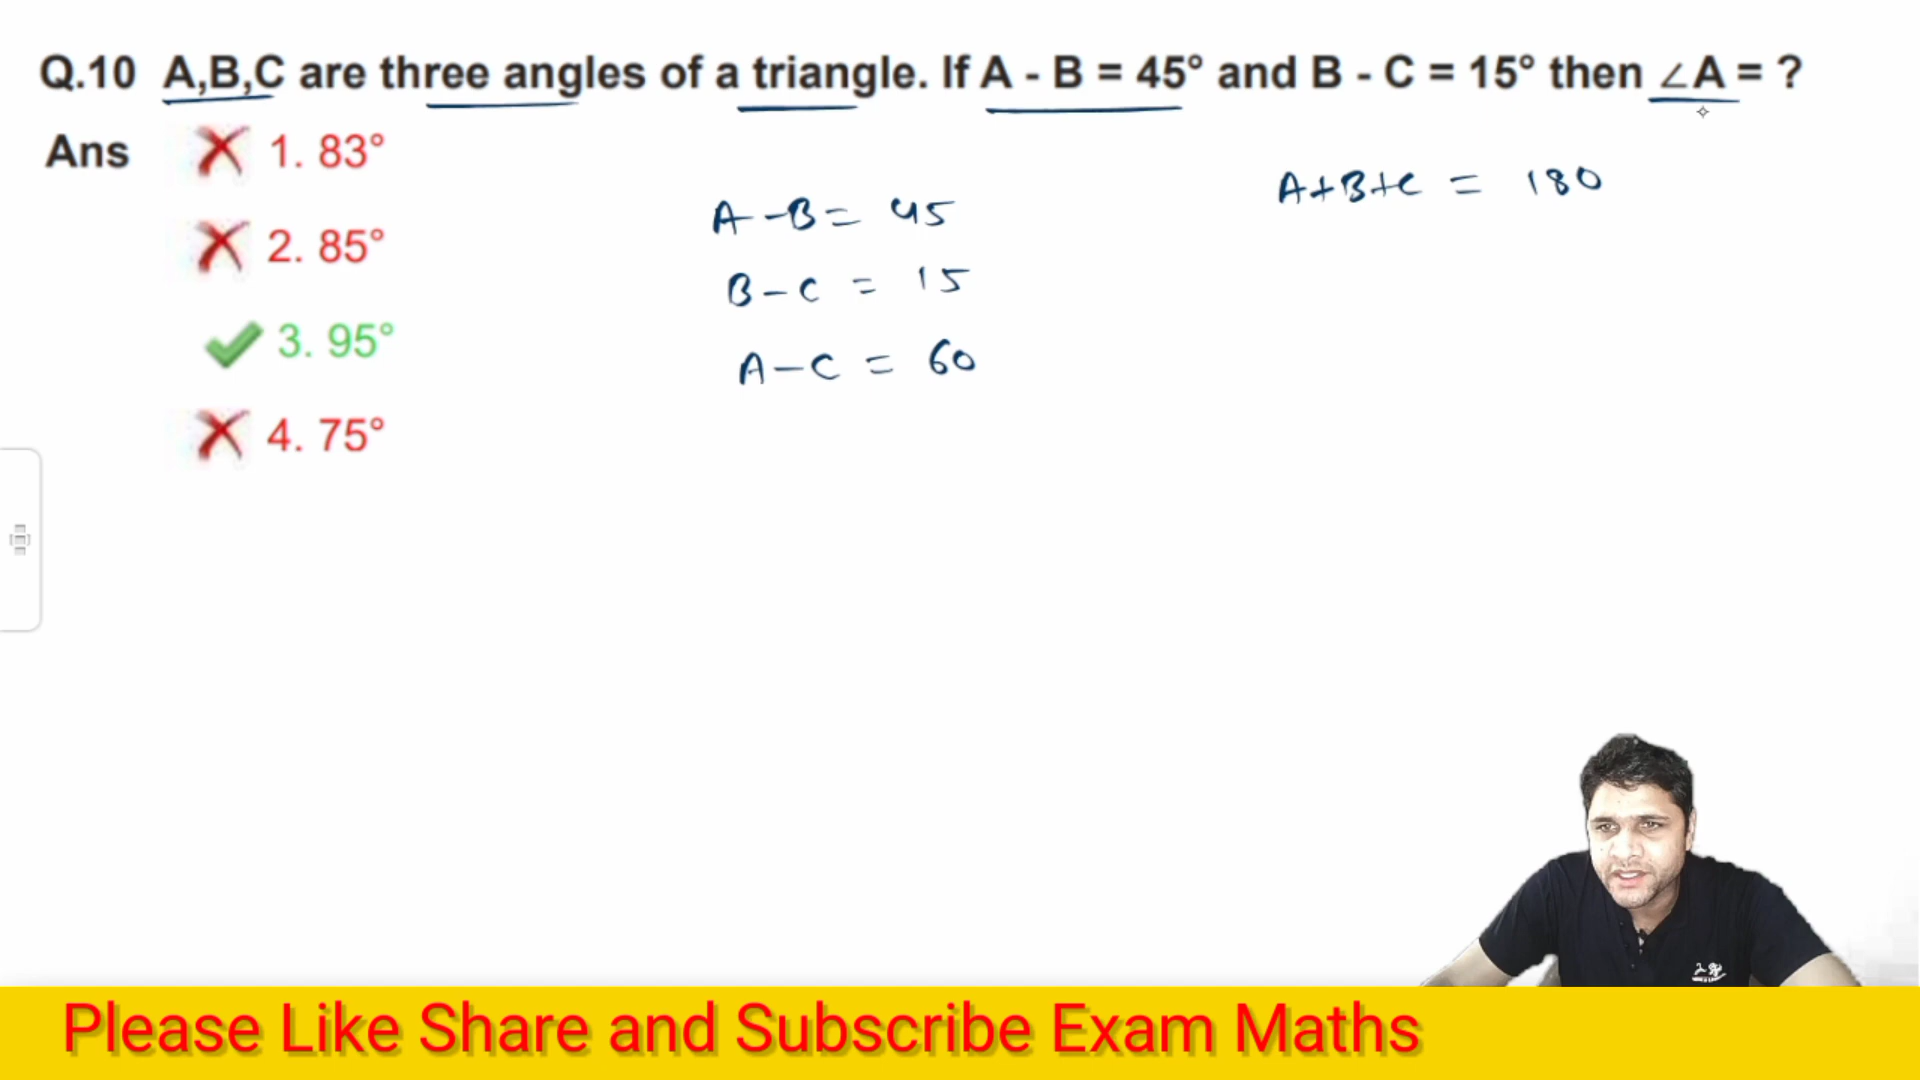 Q.10 A,B,C are three angles of a triangle. If A - B = 45° and B - C = 15° then ∠A = ?
Ans
1. 83°
2. 85°
3. 95°
4. 75°
A - B = 45
B - C = 15
A - C = 60
A + B + C = 180
Please Like Share and Subscribe Exam Maths